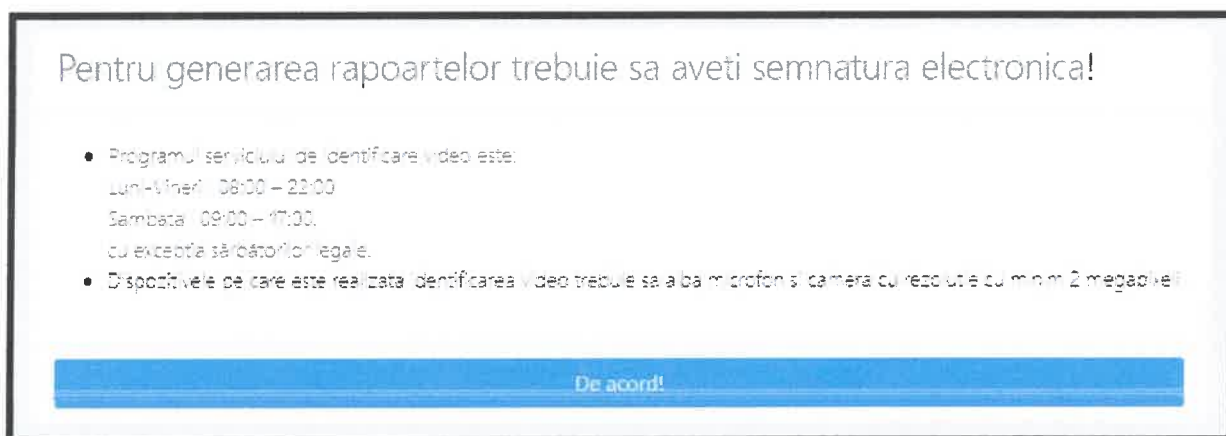 Pentru generarea rapoartelor trebuie sa aveti semnatura electronica!
• Programul serviciului de identificare video este:
Luni-Vineri 08:00 – 22:00
Sambata 09:00 – 17:00,
cu exceptia sărbătorilor legale.
• Dispozitivele pe care este realizata identificarea video trebuie sa aiba microfon si camera cu rezolutie cu minim 2 megapixeli
De acord!